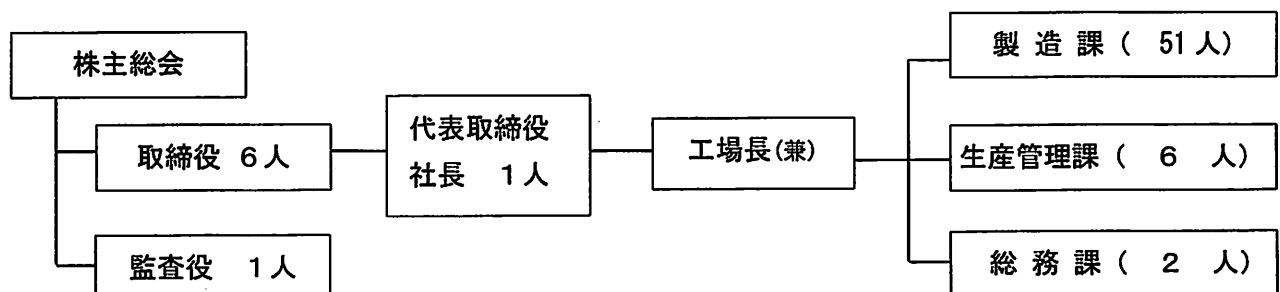 株主総会
取締役 6人
監査役 1人
代表取締役
社長 1人
工場長(兼)
製 造 課 ( 51人)
生産管理課 ( 6 人)
総 務 課 ( 2 人)